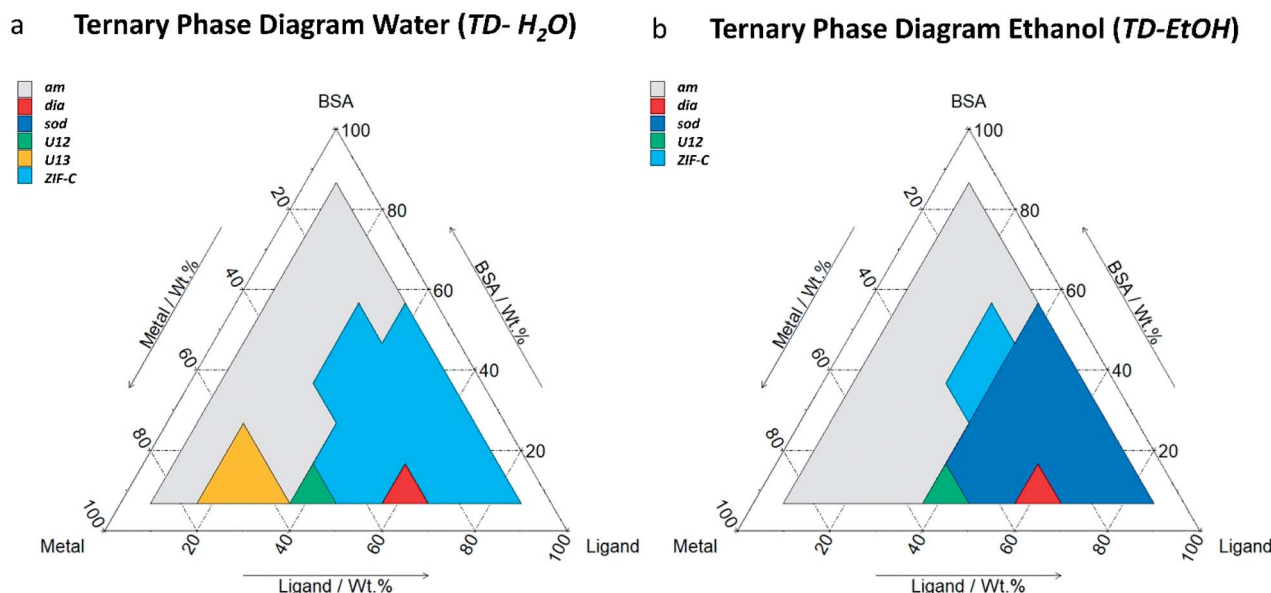 a Ternary Phase Diagram Water (TD- H₂O)
am
dia
sod
U12
U13
ZIF-C
BSA
100
20
80
40
60
60
40
80
20
100
Metal / Wt.%
BSA / Wt.%
Metal
20
40
60
80
100
Ligand
Ligand / Wt.%
b Ternary Phase Diagram Ethanol (TD-EtOH)
am
dia
sod
U12
ZIF-C
BSA
100
20
80
40
60
60
40
80
20
100
Metal / Wt.%
BSA / Wt.%
Metal
20
40
60
80
100
Ligand
Ligand / Wt.%